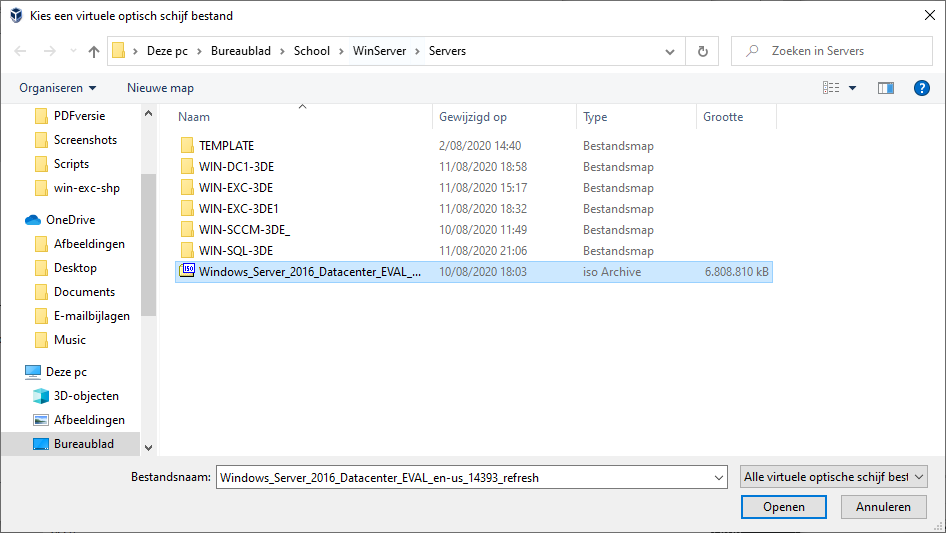 Kies een virtuele optisch schijf bestand
Deze pc > Bureaublad > School > WinServer > Servers
Zoeken in Servers
Organiseren Nieuwe map
Naam Gewijzigd op Type Grootte
PDFversie
Screenshots
Scripts
win-exc-shp
OneDrive
Afbeeldingen
Desktop
Documents
E-mailbijlagen
Music
Deze pc
3D-objecten
Afbeeldingen
Bureaublad
TEMPLATE 2/08/2020 14:40 Bestandsmap
WIN-DC1-3DE 11/08/2020 18:58 Bestandsmap
WIN-EXC-3DE 11/08/2020 15:17 Bestandsmap
WIN-EXC-3DE1 11/08/2020 18:32 Bestandsmap
WIN-SCCM-3DE_ 10/08/2020 11:49 Bestandsmap
WIN-SQL-3DE 11/08/2020 21:06 Bestandsmap
ISO Windows_Server_2016_Datacenter_EVAL_... 10/08/2020 18:03 iso Archive 6.808.810 kB
Bestandsnaam: Windows_Server_2016_Datacenter_EVAL_en-us_14393_refresh
Alle virtuele optische schijf best
Openen Annuleren